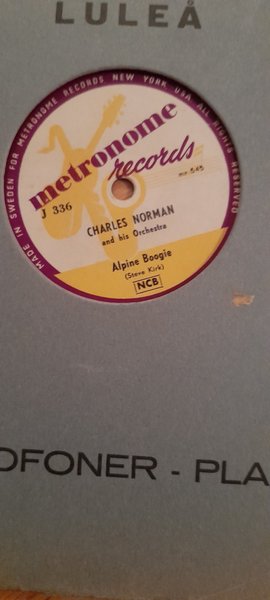 LULEÅ
MADE IN SWEDEN FOR METRONOME RECORDS NEW YORK USA ALL RIGHTS RESERVED
metronome
records
J 336
CHARLES NORMAN
and his Orchestra
Alpine Boogie
(Steve Kirk)
NCB
OFONER - PLA